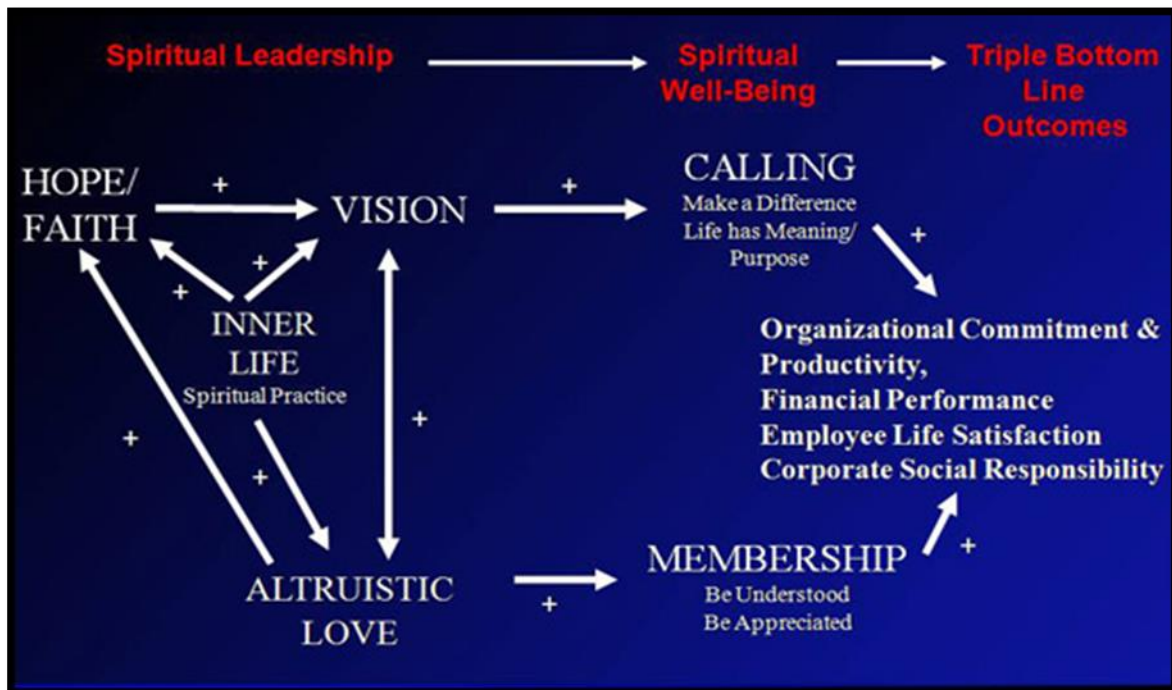 Spiritual Leadership
Spiritual
Well-Being
Triple Bottom
Line
Outcomes
HOPE/
FAITH
+
VISION
+
CALLING
Make a Difference
Life has Meaning/
Purpose
+
+
+
INNER
LIFE
Spiritual Practice
+
+
+
Organizational Commitment &
Productivity,
Financial Performance
Employee Life Satisfaction
Corporate Social Responsibility
ALTRUISTIC
LOVE
+
MEMBERSHIP
Be Understood
Be Appreciated
+